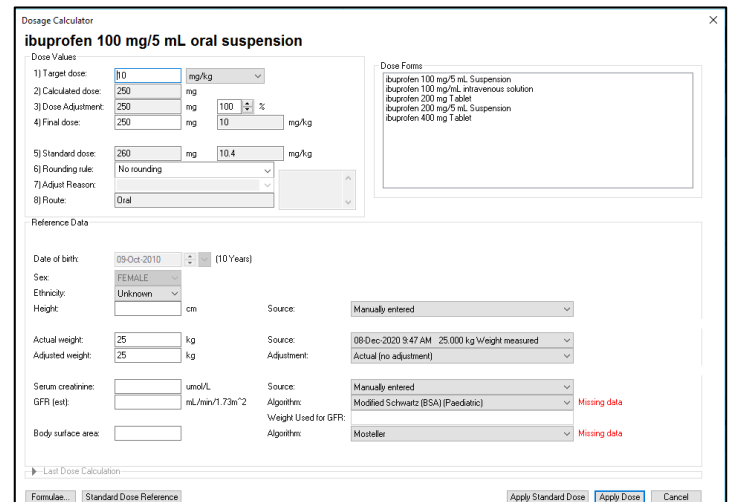 Dosage Calculator
ibuprofen 100 mg/5 mL oral suspension
Dose Values
1) Target dose: 10 mg/kg
2) Calculated dose: 250 mg
3) Dose Adjustment: 250 mg 100 %
4) Final dose: 250 mg 10 mg/kg
5) Standard dose: 260 mg 10.4 mg/kg
6) Rounding rule: No rounding
7) Adjust Reason:
8) Route: Oral
Dose Forms
ibuprofen 100 mg/5 mL Suspension
ibuprofen 100 mg/mL intravenous solution
ibuprofen 200 mg Tablet
ibuprofen 200 mg/5 mL Suspension
ibuprofen 400 mg Tablet
Reference Data
Date of birth: 09-Oct-2010 (10 Years)
Sex: FEMALE
Ethnicity: Unknown
Height: cm Source: Manually entered
Actual weight: 25 kg Source: 08-Dec-2020 9:47 AM 25.000 kg Weight measured
Adjusted weight: 25 kg Adjustment: Actual (no adjustment)
Serum creatinine: umol/L Source: Manually entered
GFR (est): mL/min/1.73m^2 Algorithm: Modified Schwartz (BSA) (Paediatric) Missing data
Weight Used for GFR:
Body surface area: Algorithm: Mosteller Missing data
Last Dose Calculation
Formulae... Standard Dose Reference Apply Standard Dose Apply Dose Cancel